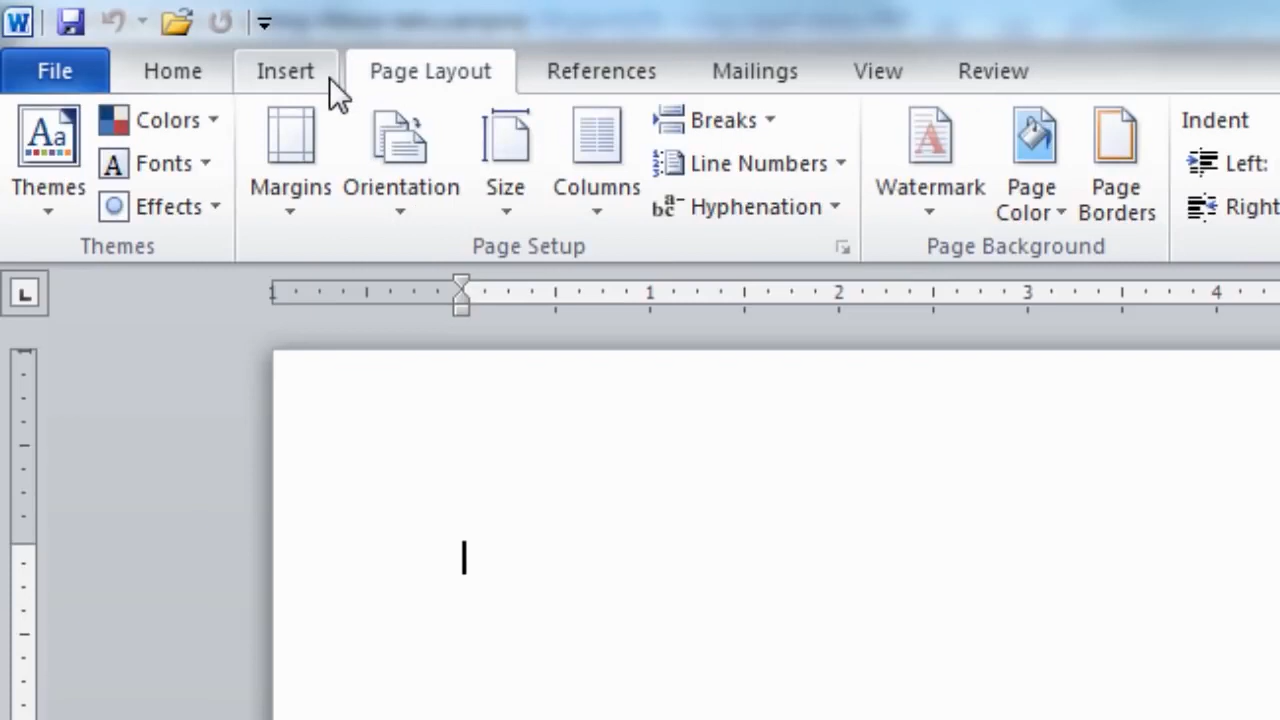 W
File Home Insert Page Layout References Mailings View Review
Aa Colors Breaks Indent
A Fonts Line Numbers Left:
Themes Effects Margins Orientation Size Columns bc a- Hyphenation Watermark Page Color Page Borders Right
Themes Page Setup Page Background
L 1 1 2 3 4